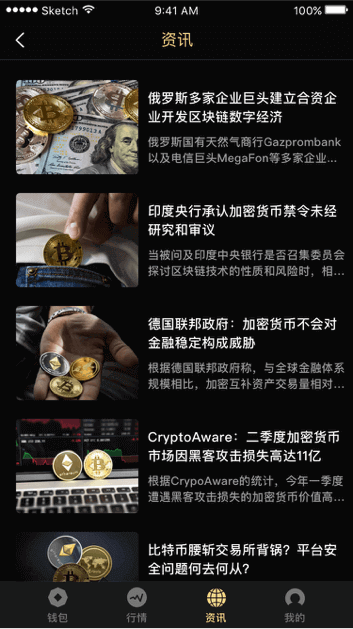 Sketch 9:41 AM 100%
资讯
俄罗斯多家企业巨头建立合资企
业开发区块链数字经济
俄罗斯国有天然气商行Gazprombank
以及电信巨头MegaFon等多家企业...
印度央行承认加密货币禁令未经
研究和审议
当被问及印度中央银行是否召集委员会
探讨区块链技术的性质和风险时，相...
德国联邦政府：加密货币不会对
金融稳定构成威胁
根据德国联邦政府称，与全球金融体系
规模相比，加密互补资产交易量相对...
CryptoAware：二季度加密货币
市场因黑客攻击损失高达11亿
根据CrypoAware的统计，今年一季度
遭遇黑客攻击损失的加密货币价值高...
比特币腰斩交易所背锅？平台安
全问题何去何从？
钱包 行情 资讯 我的